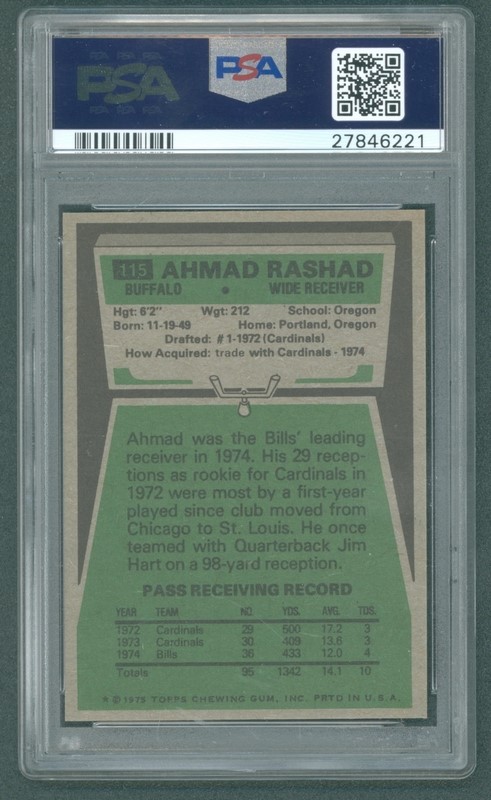 PSA
PSA
27846221
115 AHMAD RASHAD
BUFFALO • WIDE RECEIVER
Hgt: 6'2" Wgt: 212 School: Oregon
Born: 11-19-49 Home: Portland, Oregon
Drafted: #1-1972 (Cardinals)
How Acquired: trade with Cardinals - 1974
Ahmad was the Bills' leading
receiver in 1974. His 29 recep-
tions as rookie for Cardinals in
1972 were most by a first-year
played since club moved from
Chicago to St. Louis. He once
teamed with Quarterback Jim
Hart on a 98-yard reception.
PASS RECEIVING RECORD
YEAR TEAM NO. YDS. AVG. TDS.
1972 Cardinals 29 500 17.2 3
1973 Cardinals 30 409 13.6 3
1974 Bills 36 433 12.0 4
Totals 95 1342 14.1 10
* © 1975 TOPPS CHEWING GUM, INC. PRTD IN U.S.A.